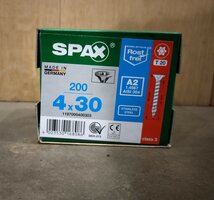 SPAX
MADE IN
GERMANY
Rost
frei
T 20
200
4x30
A2
1.4567
AISI 304
STAINLESS
STEEL